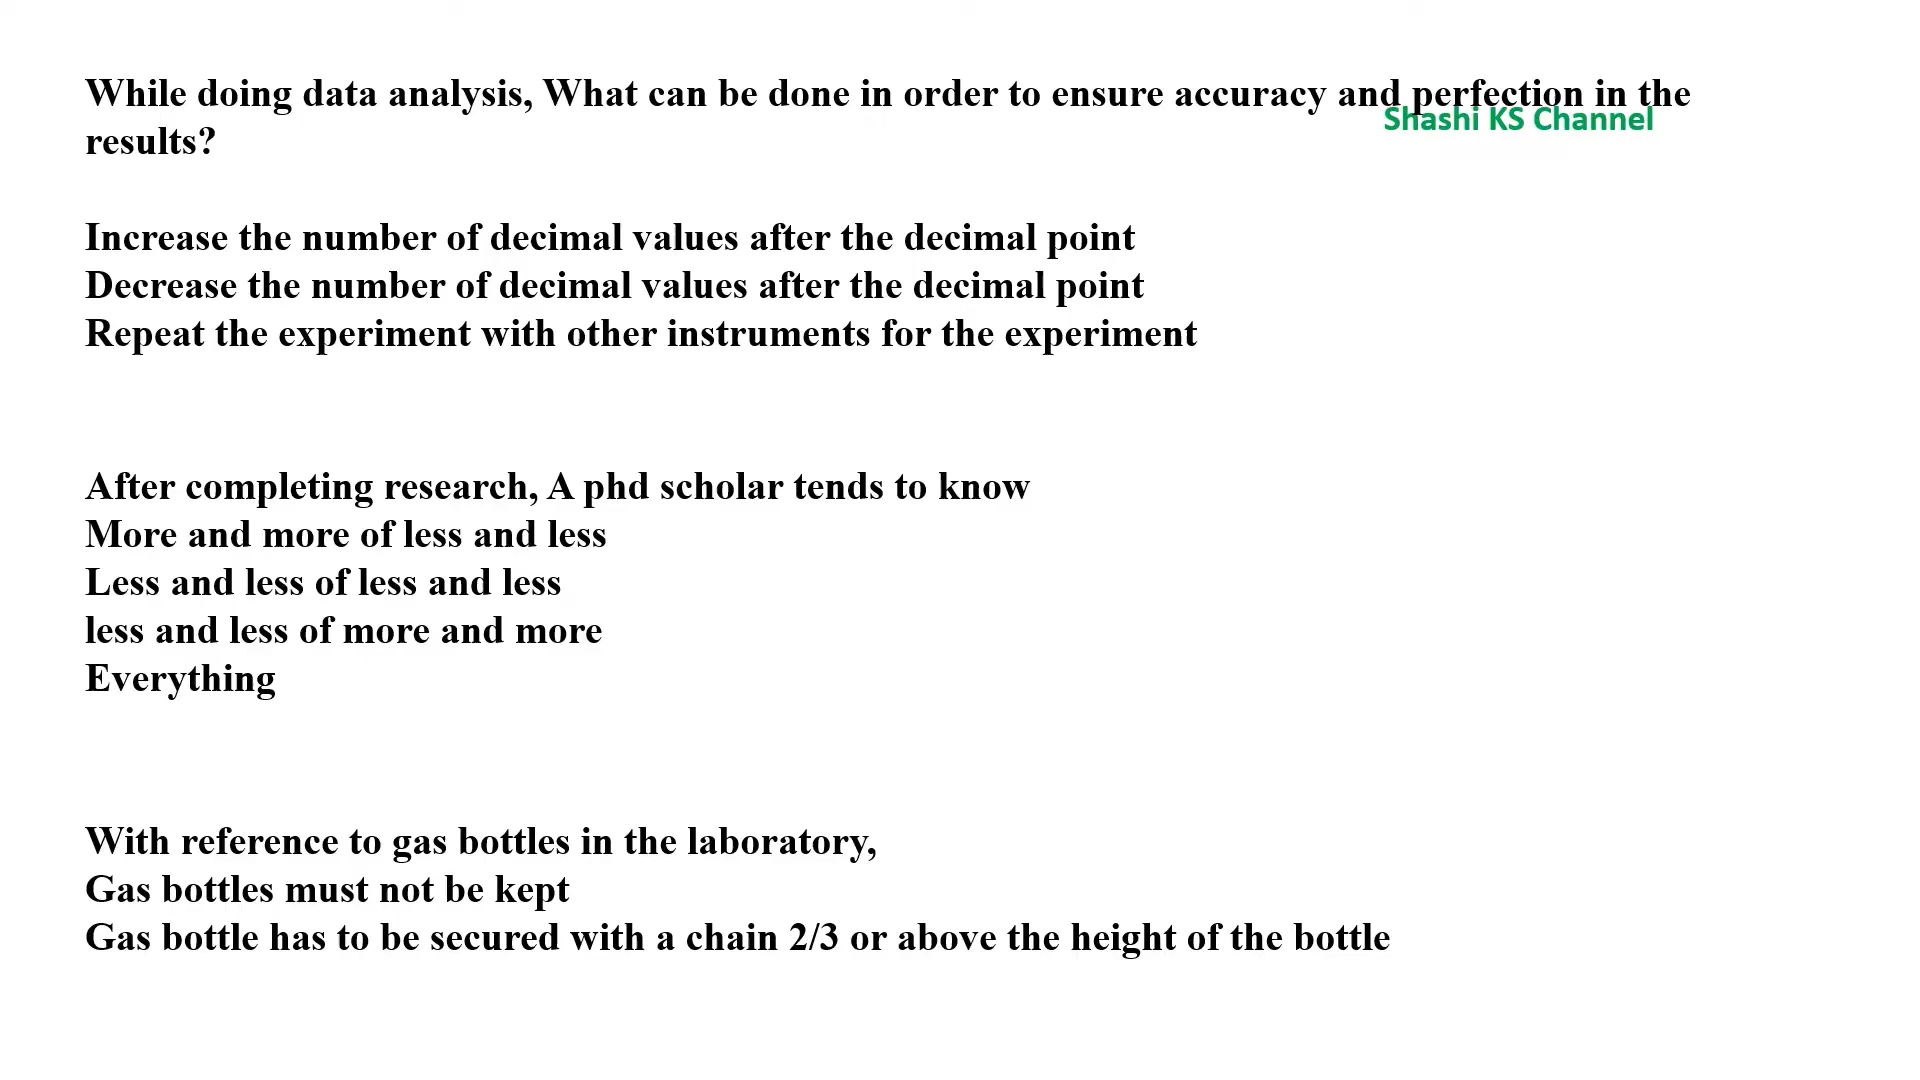 While doing data analysis, What can be done in order to ensure accuracy and perfection in the
Shashi KS Channel
results?
Increase the number of decimal values after the decimal point
Decrease the number of decimal values after the decimal point
Repeat the experiment with other instruments for the experiment
After completing research, A phd scholar tends to know
More and more of less and less
Less and less of less and less
less and less of more and more
Everything
With reference to gas bottles in the laboratory,
Gas bottles must not be kept
Gas bottle has to be secured with a chain 2/3 or above the height of the bottle